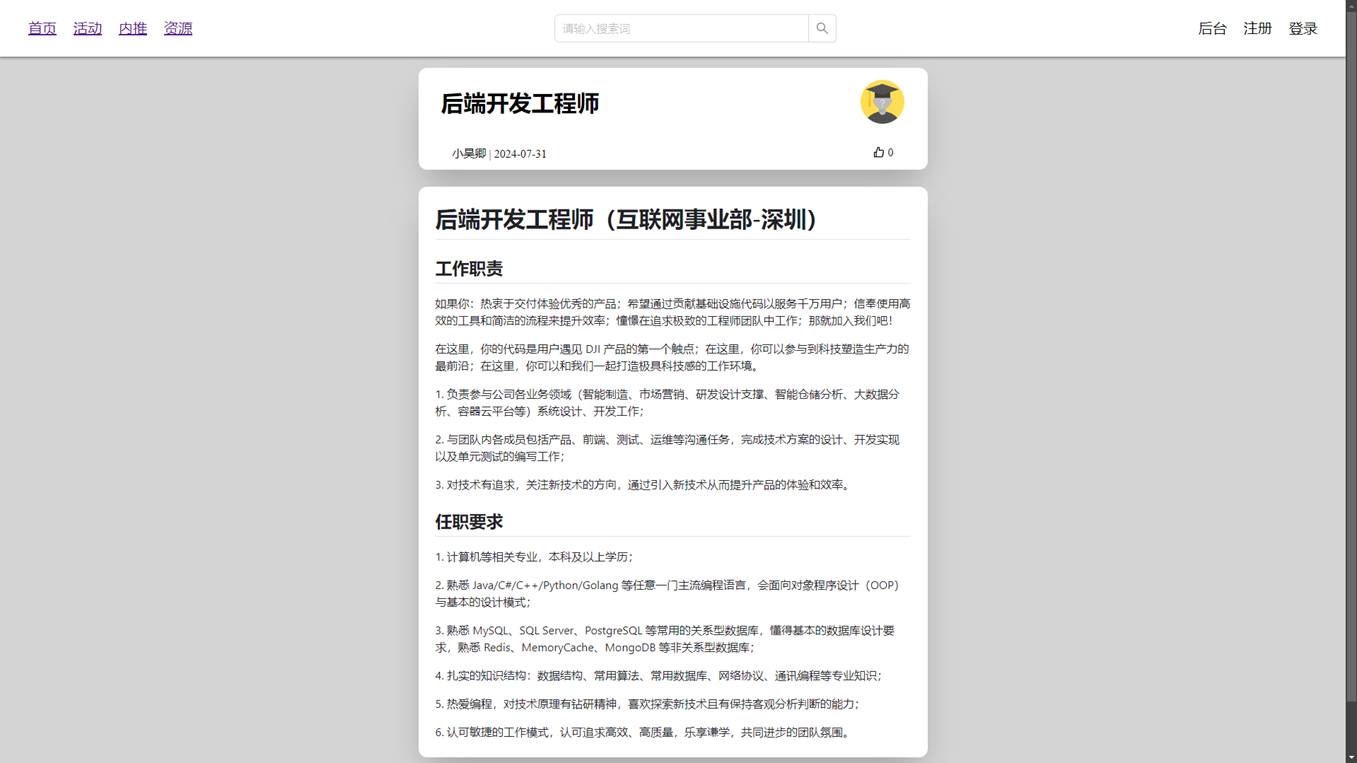 首页 活动 内推 资源 请输入搜索词 后台 注册 登录
后端开发工程师
小昊卿 | 2024-07-31 0
后端开发工程师（互联网事业部-深圳）
工作职责
如果你：热衷于交付体验优秀的产品；希望通过贡献基础设施代码以服务千万用户；信奉使用高
效的工具和简洁的流程来提升效率；憧憬在追求极致的工程师团队中工作；那就加入我们吧！
在这里，你的代码是用户遇见 DJI 产品的第一个触点；在这里，你可以参与到科技塑造生产力的
最前沿；在这里，你可以和我们一起打造极具科技感的工作环境。
1. 负责参与公司各业务领域（智能制造、市场营销、研发设计支撑、智能仓储分析、大数据分
析、容器云平台等）系统设计、开发工作；
2. 与团队内各成员包括产品、前端、测试、运维等沟通任务，完成技术方案的设计、开发实现
以及单元测试的编写工作；
3. 对技术有追求，关注新技术的方向，通过引入新技术从而提升产品的体验和效率。
任职要求
1. 计算机等相关专业，本科及以上学历；
2. 熟悉 Java/C#/C++/Python/Golang 等任意一门主流编程语言，会面向对象程序设计（OOP）
与基本的设计模式；
3. 熟悉 MySQL、SQL Server、PostgreSQL 等常用的关系型数据库，懂得基本的数据库设计要
求，熟悉 Redis、MemoryCache、MongoDB 等非关系型数据库；
4. 扎实的知识结构：数据结构、常用算法、常用数据库、网络协议、通讯编程等专业知识；
5. 热爱编程，对技术原理有钻研精神，喜欢探索新技术且有保持客观分析判断的能力；
6. 认可敏捷的工作模式，认可追求高效、高质量，乐享谦学，共同进步的团队氛围。